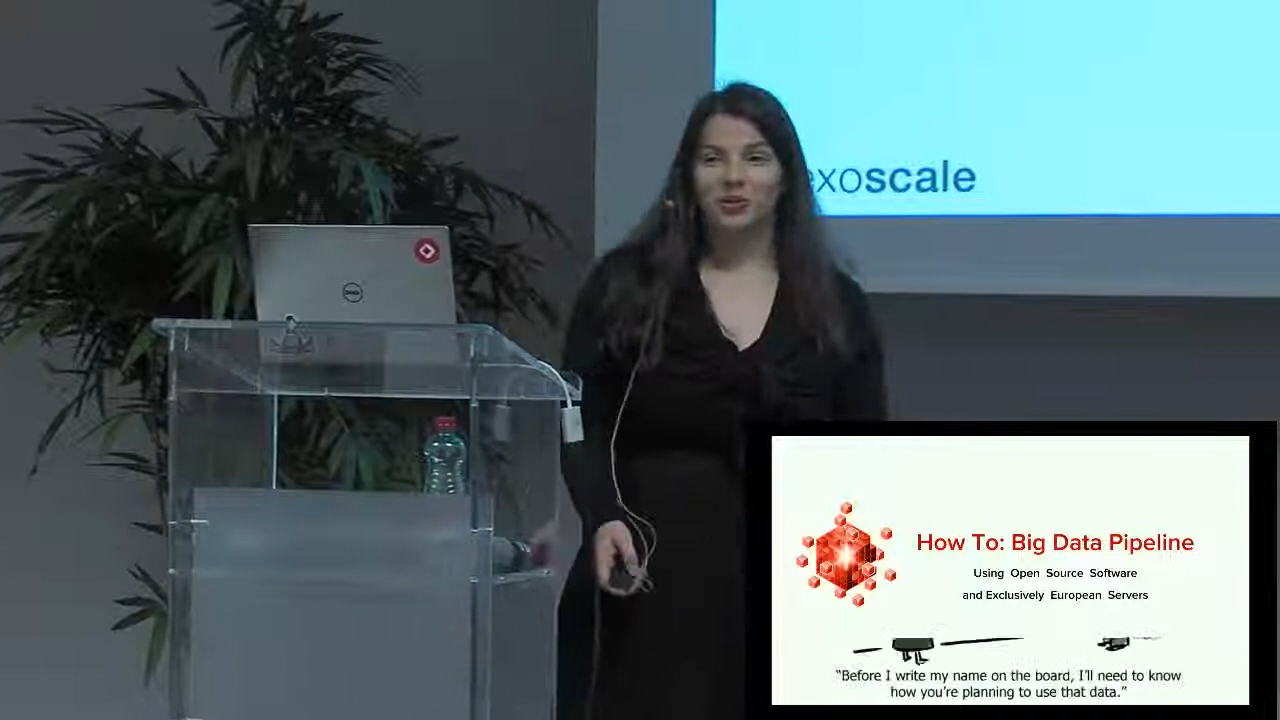 exoscale
DELL
How To: Big Data Pipeline
Using Open Source Software
and Exclusively European Servers
“Before I write my name on the board, I’ll need to know
how you’re planning to use that data.”